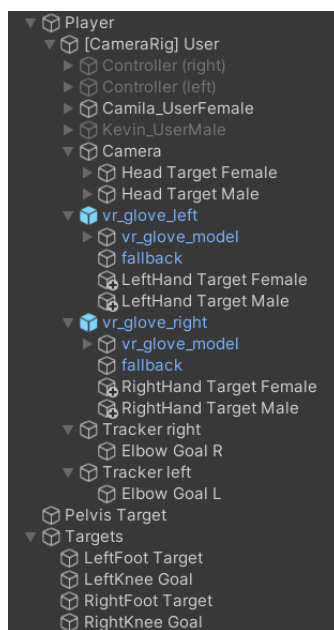 Player
[CameraRig] User
Controller (right)
Controller (left)
Camila_UserFemale
Kevin_UserMale
Camera
Head Target Female
Head Target Male
vr_glove_left
vr_glove_model
fallback
LeftHand Target Female
LeftHand Target Male
vr_glove_right
vr_glove_model
fallback
RightHand Target Female
RightHand Target Male
Tracker right
Elbow Goal R
Tracker left
Elbow Goal L
Pelvis Target
Targets
LeftFoot Target
LeftKnee Goal
RightFoot Target
RightKnee Goal